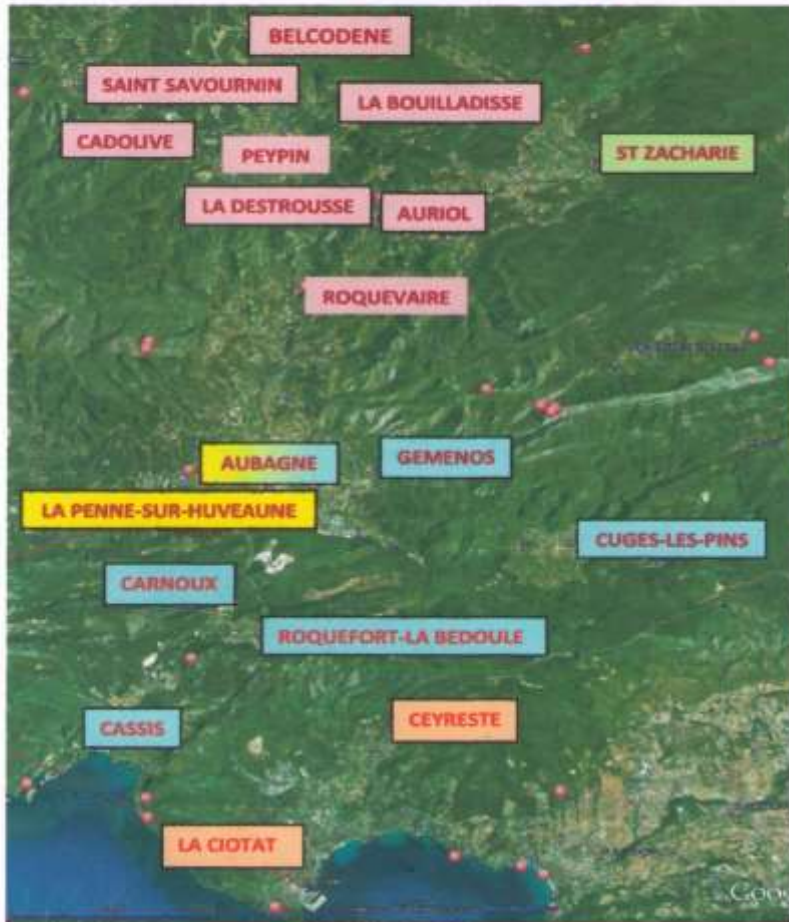 BELCODENE
SAINT SAVOURNIN
LA BOUILLADISSE
CADOLIVE
PEYPIN
ST ZACHARIE
LA DESTROUSSE
AURIOL
ROQUEVAIRE
AUBAGNE
GEMENOS
LA PENNE-SUR-HUVEAUNE
CUGES-LES-PINS
CARNOUX
ROQUEFORT-LA BEDOULE
CEYRESTE
CASSIS
LA CIOTAT
Goo